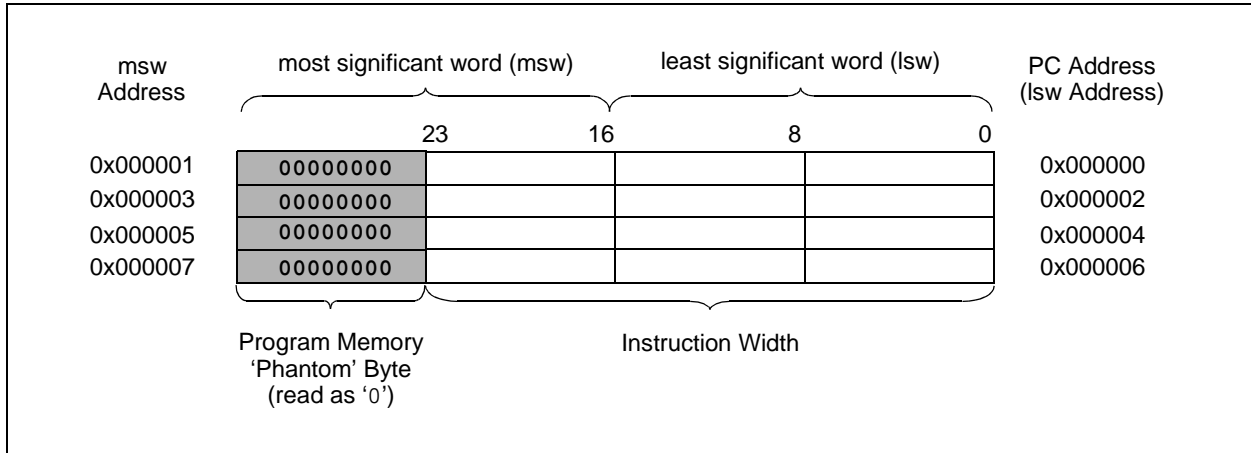 msw
Address
most significant word (msw)
least significant word (lsw)
PC Address
(lsw Address)
23 16 8 0
0x000001 00000000 0x000000
0x000003 00000000 0x000002
0x000005 00000000 0x000004
0x000007 00000000 0x000006
Program Memory
‘Phantom’ Byte
(read as ‘0’)
Instruction Width